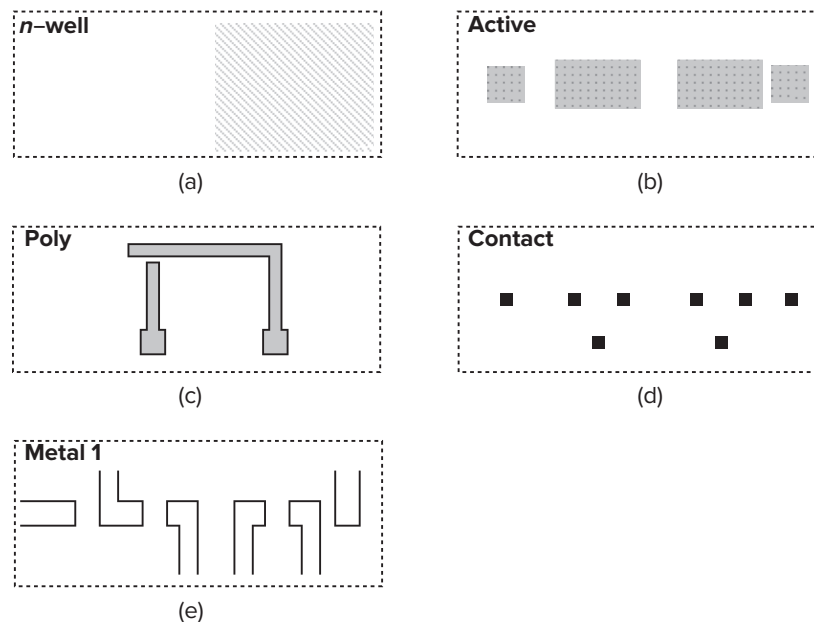 n–well
Active
(a)
(b)
Poly
Contact
(c)
(d)
Metal 1
(e)